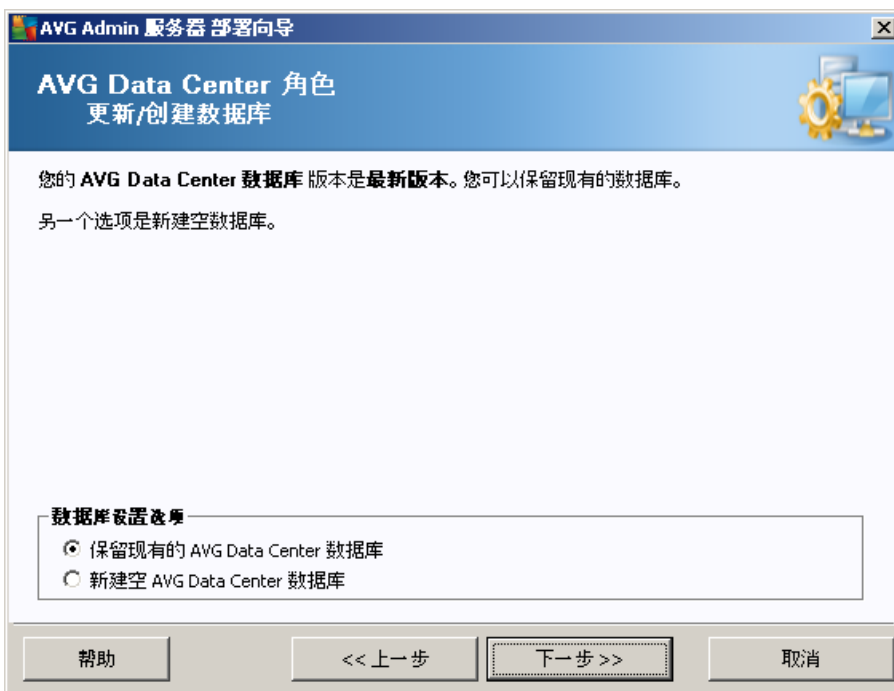 AVG Admin 服务器 部署向导
AVG Data Center 角色
更新/创建数据库
您的 AVG Data Center 数据库 版本是最新版本。您可以保留现有的数据库。
另一个选项是新建空数据库。
数据库设置选项
保留现有的 AVG Data Center 数据库
新建空 AVG Data Center 数据库
帮助
<< 上一步
下一步 >>
取消